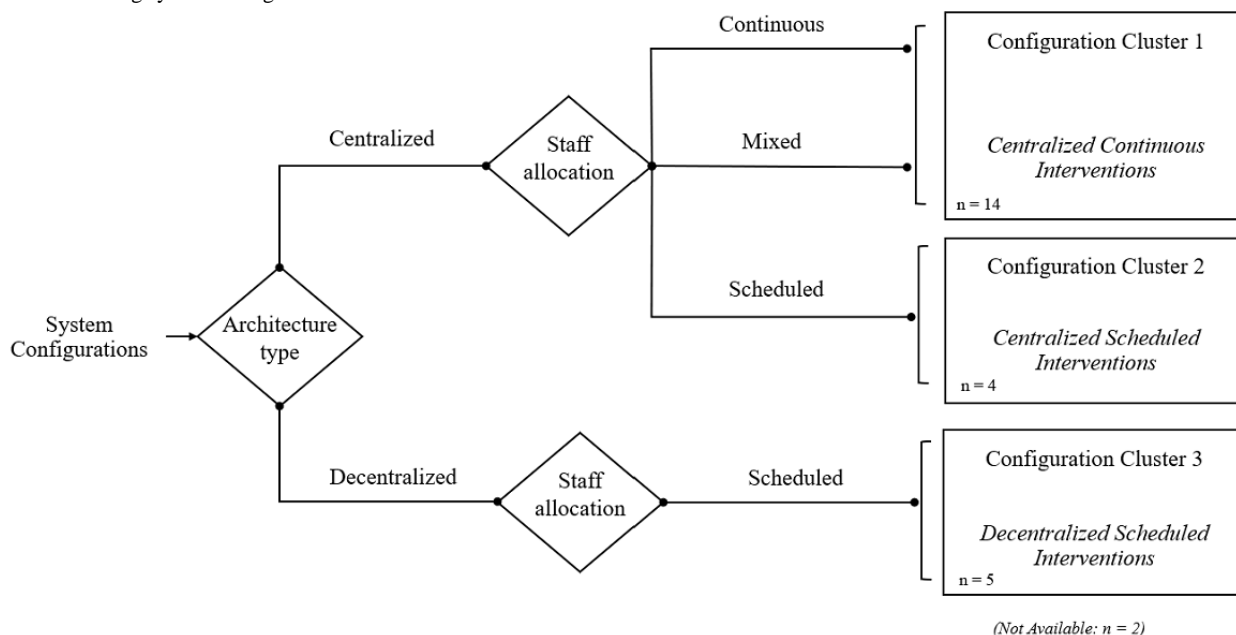 Continuous
Configuration Cluster 1
Centralized
Staff
allocation
Mixed
Centralized Continuous
Interventions
n = 14
System
Configurations
Architecture
type
Scheduled
Configuration Cluster 2
Centralized Scheduled
Interventions
n = 4
Decentralized
Staff
allocation
Scheduled
Configuration Cluster 3
Decentralized Scheduled
Interventions
n = 5
(Not Available: n = 2)